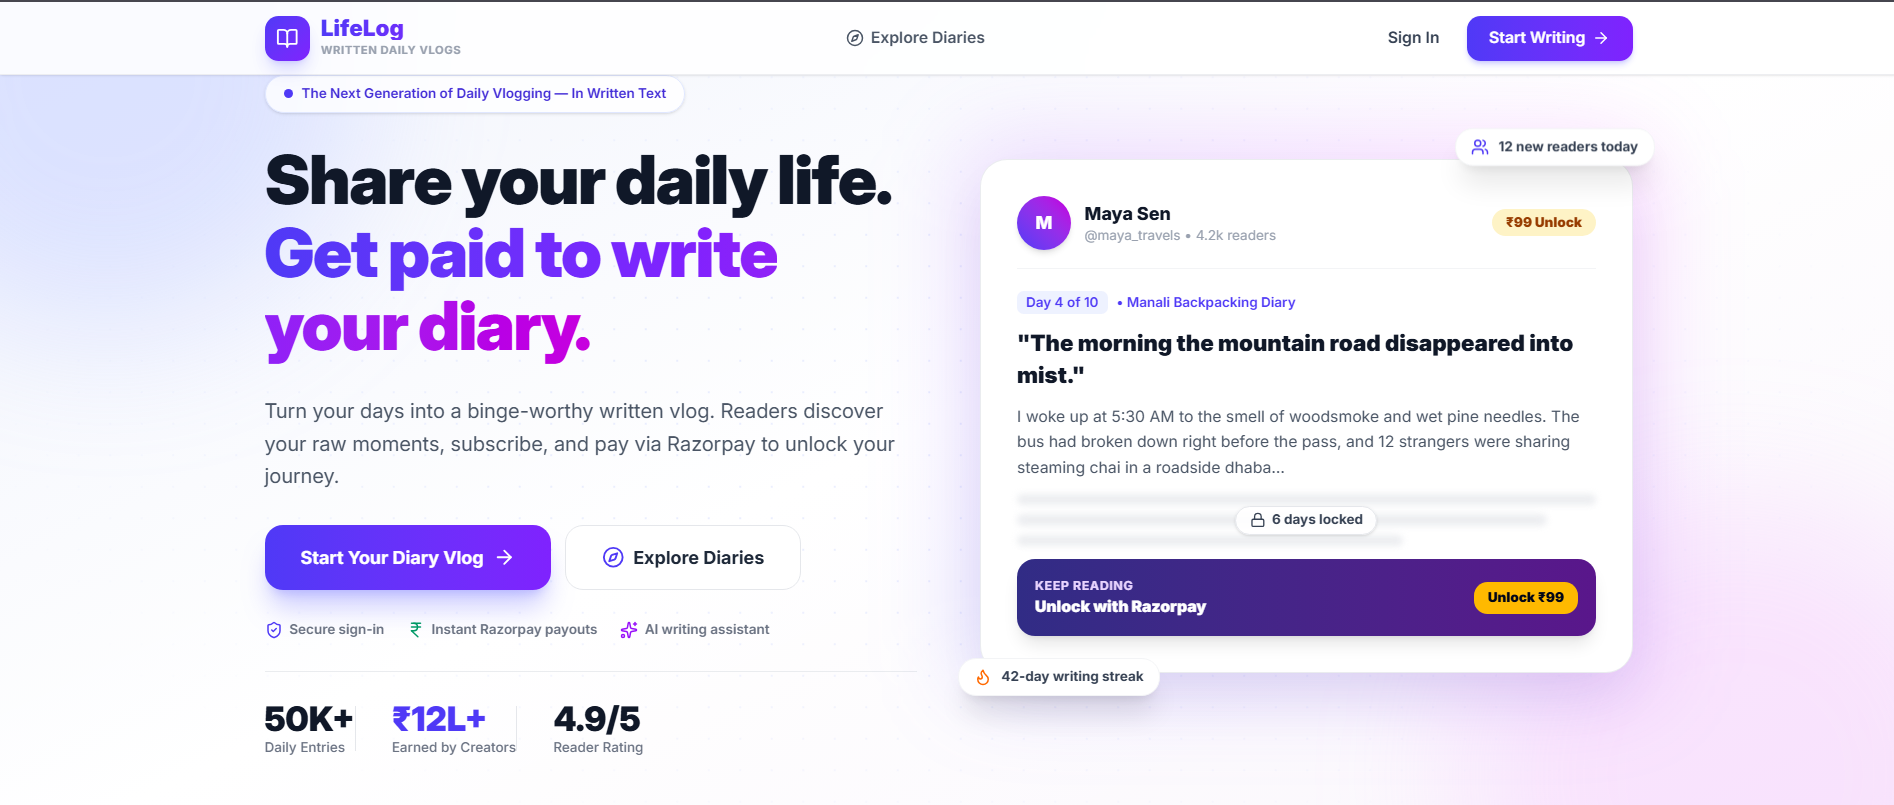 LifeLog
WRITTEN DAILY VLOGS
Explore Diaries
Sign In
Start Writing
The Next Generation of Daily Vlogging — In Written Text
Share your daily life.
Get paid to write
your diary.
Turn your days into a binge-worthy written vlog. Readers discover
your raw moments, subscribe, and pay via Razorpay to unlock your
journey.
Start Your Diary Vlog
Explore Diaries
Secure sign-in
Instant Razorpay payouts
AI writing assistant
50K+
Daily Entries
₹12L+
Earned by Creators
4.9/5
Reader Rating
12 new readers today
M
Maya Sen
@maya_travels • 4.2k readers
₹99 Unlock
Day 4 of 10 • Manali Backpacking Diary
"The morning the mountain road disappeared into
mist."
I woke up at 5:30 AM to the smell of woodsmoke and wet pine needles. The
bus had broken down right before the pass, and 12 strangers were sharing
steaming chai in a roadside dhaba...
6 days locked
KEEP READING
Unlock with Razorpay
Unlock ₹99
42-day writing streak